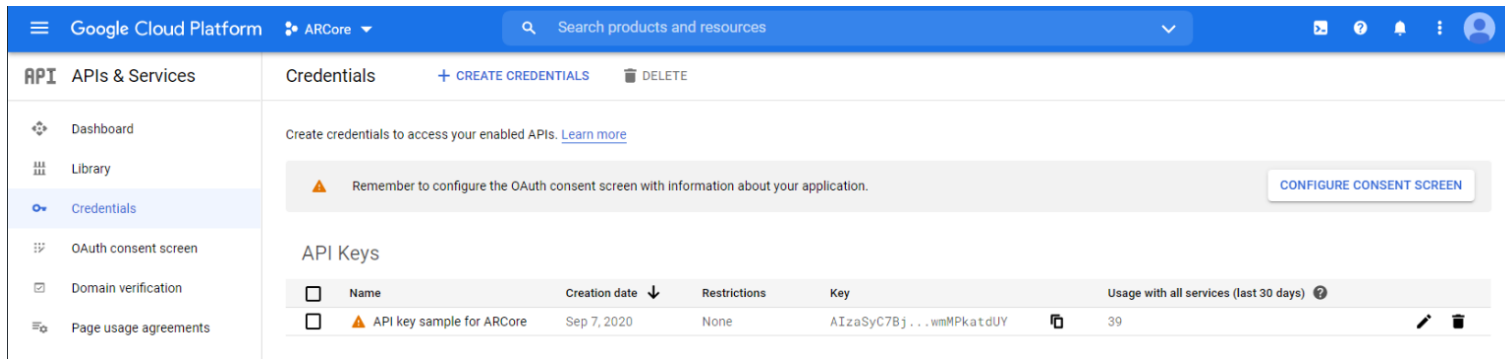 Google Cloud Platform ARCore Search products and resources
API APIs & Services Credentials + CREATE CREDENTIALS DELETE
Dashboard
Library
Credentials
OAuth consent screen
Domain verification
Page usage agreements
Create credentials to access your enabled APIs. Learn more
Remember to configure the OAuth consent screen with information about your application. CONFIGURE CONSENT SCREEN
API Keys
Name Creation date Restrictions Key Usage with all services (last 30 days)
API key sample for ARCore Sep 7, 2020 None AIzaSyC7Bj...wmMPkatdUY 39